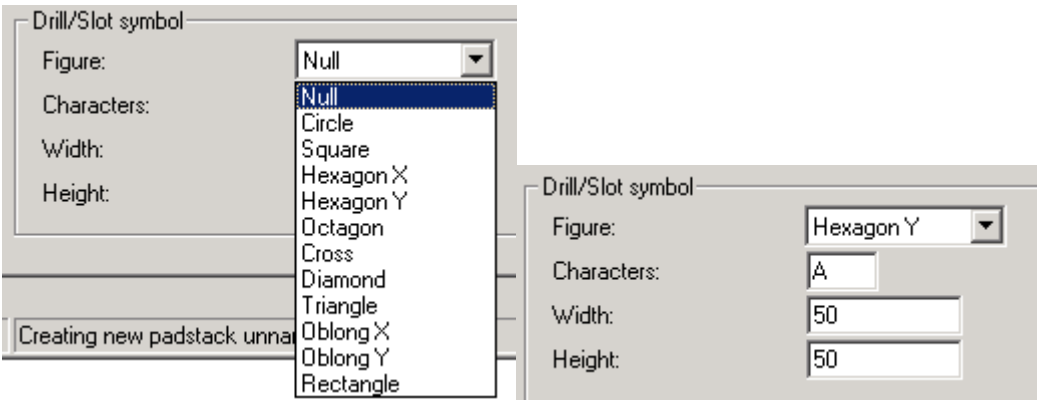 Drill/Slot symbol
Figure: Null
Null
Circle
Square
Hexagon X
Hexagon Y
Octagon
Cross
Diamond
Triangle
Oblong X
Oblong Y
Rectangle
Characters:
Width:
Height:
Creating new padstack unnar
Drill/Slot symbol
Figure: Hexagon Y
Characters: A
Width: 50
Height: 50